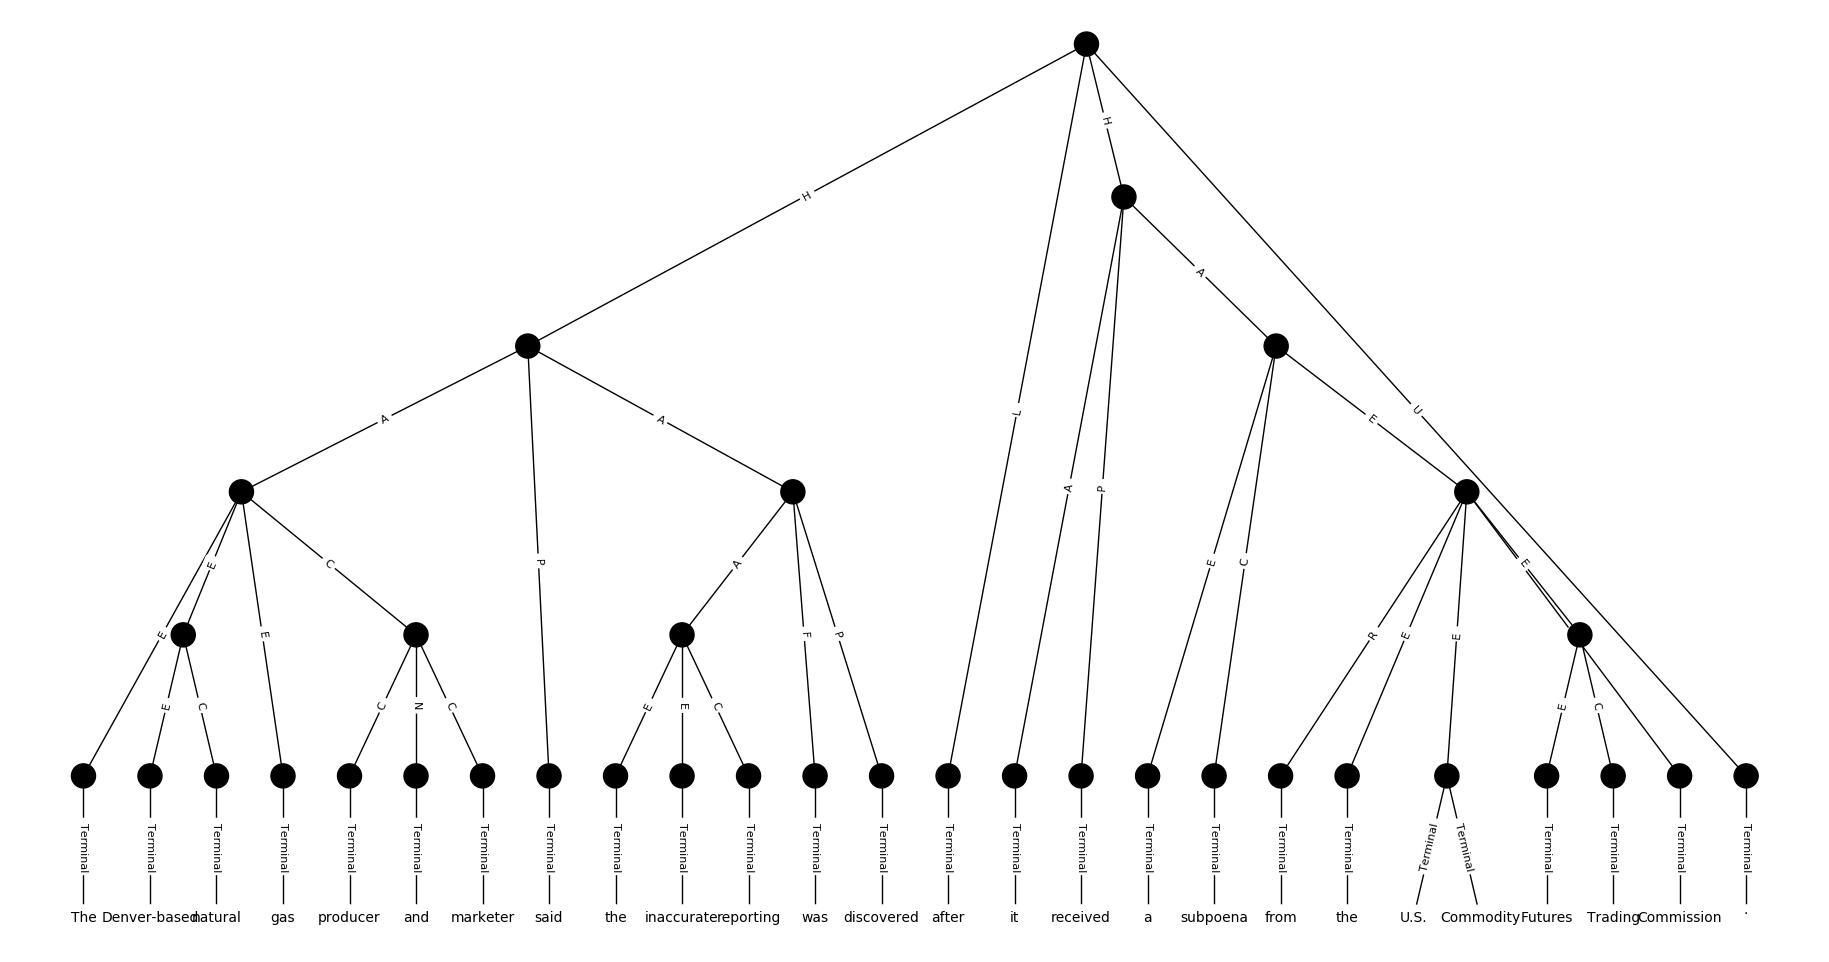 H
H
A
A
L
U
A
A
E
A
P
E
E
C
P
A
E
C
E
E
E
F
P
R
E
E
E
C
C
N
C
E
E
C
E
C
Terminal Terminal Terminal Terminal Terminal Terminal Terminal Terminal Terminal Terminal Terminal Terminal Terminal Terminal Terminal Terminal Terminal Terminal Terminal Terminal Terminal Terminal Terminal Terminal Terminal Terminal
The Denver-based natural gas producer and marketer said the inaccurate reporting was discovered after it received a subpoena from the U.S. Commodity Futures Trading Commission .